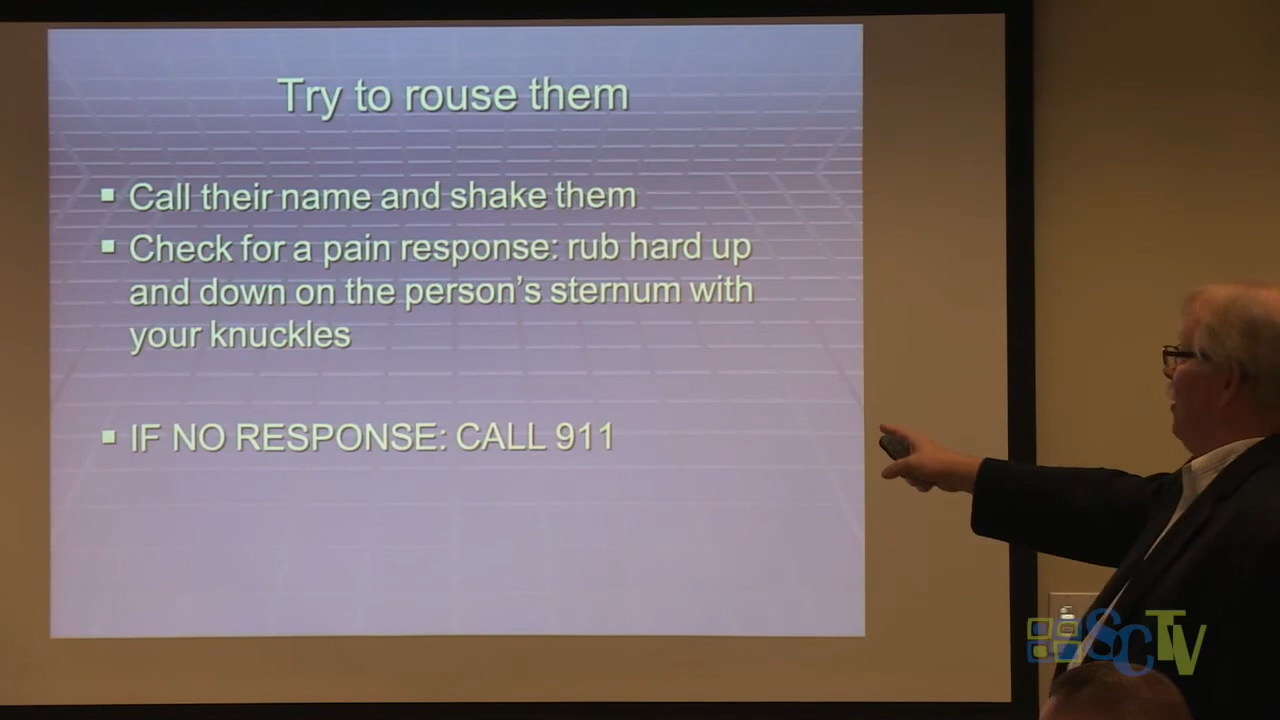 Try to rouse them
▪ Call their name and shake them
▪ Check for a pain response: rub hard up
and down on the person's sternum with
your knuckles
▪ IF NO RESPONSE: CALL 911
SCTV